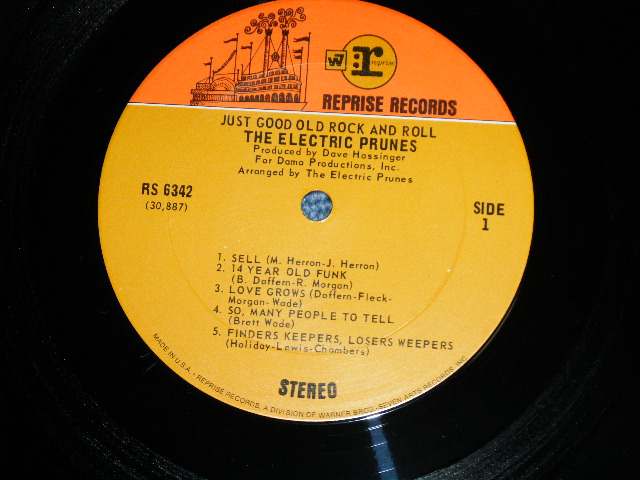 W7
r
reprise
REPRISE RECORDS
JUST GOOD OLD ROCK AND ROLL
THE ELECTRIC PRUNES
Produced by Dave Hassinger
For Damo Productions, Inc.
Arranged by The Electric Prunes
RS 6342
(30,887)
SIDE
1
1. SELL (M. Herron-J. Herron)
2. 14 YEAR OLD FUNK
(B. Daffern-R. Morgan)
3. LOVE GROWS (Daffern-Fleck-
Morgan-Wade)
4. SO, MANY PEOPLE TO TELL
(Brett Wade)
5. FINDERS KEEPERS, LOSERS WEEPERS
(Holiday-Lewis-Chambers)
STEREO
MADE IN U.S.A. • REPRISE RECORDS, A DIVISION OF WARNER BROS.-SEVEN ARTS RECORDS, INC.